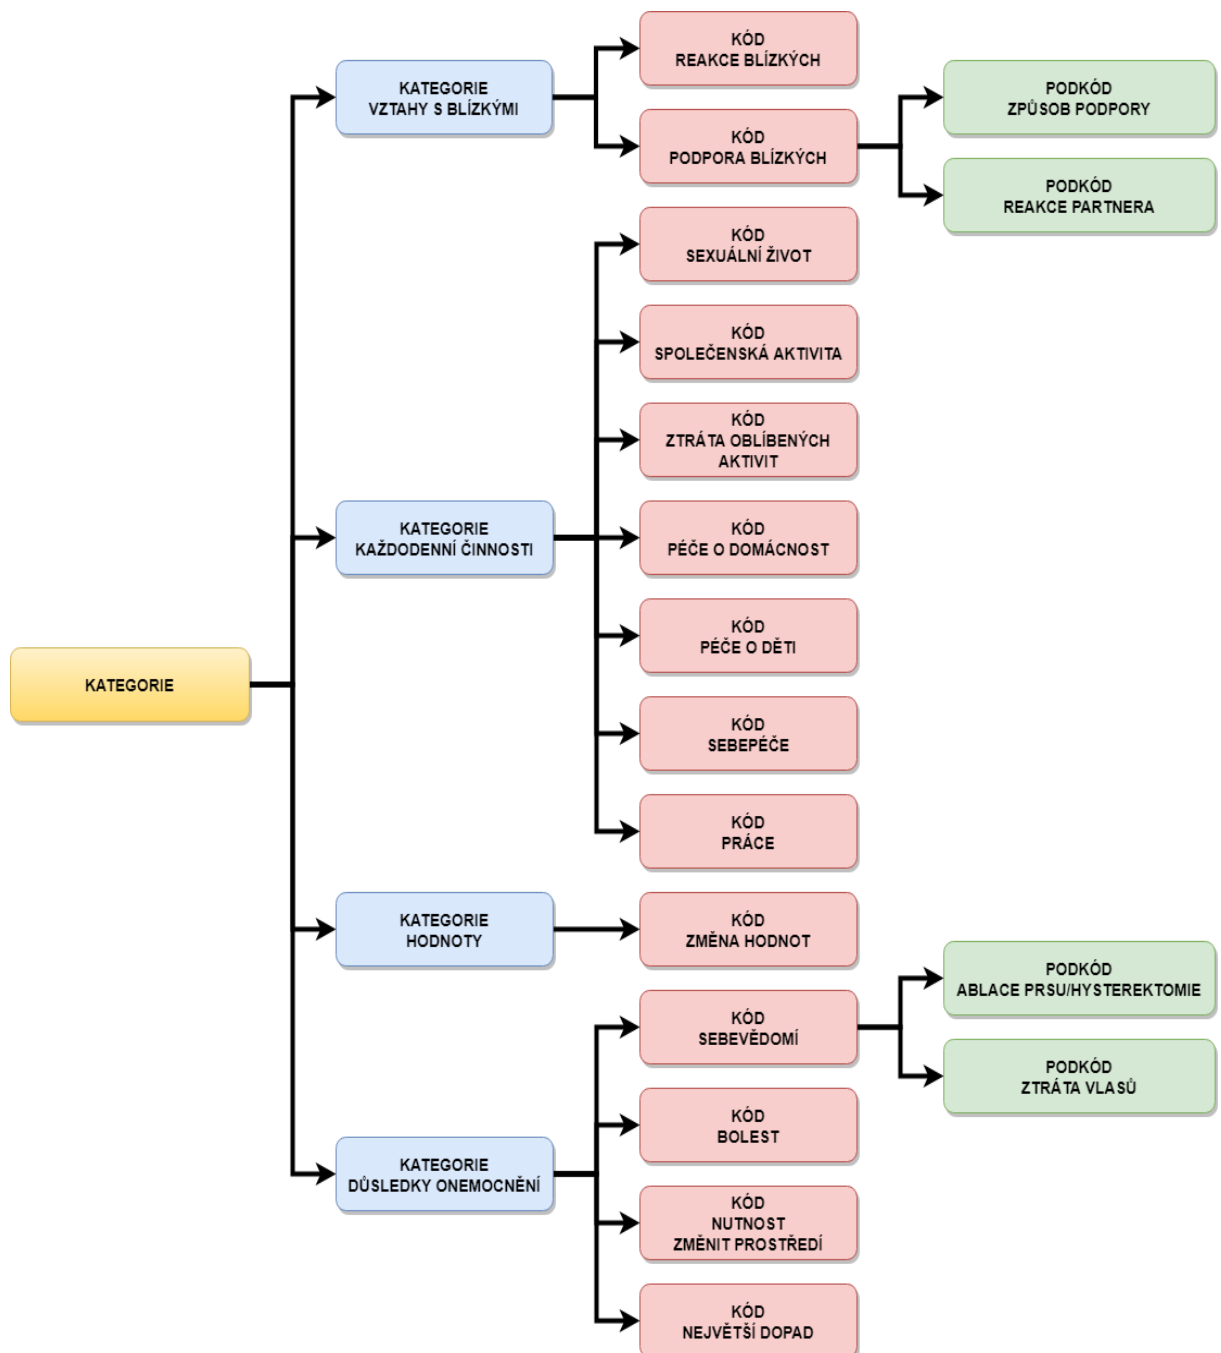 KATEGORIE
KATEGORIE
VZTAHY S BLÍZKÝMI
KÓD
REAKCE BLÍZKÝCH
KÓD
PODPORA BLÍZKÝCH
PODKÓD
ZPŮSOB PODPORY
PODKÓD
REAKCE PARTNERA
KATEGORIE
KAŽDODENNÍ ČINNOSTI
KÓD
SEXUÁLNÍ ŽIVOT
KÓD
SPOLEČENSKÁ AKTIVITA
KÓD
ZTRÁTA OBLÍBENÝCH
AKTIVIT
KÓD
PÉČE O DOMÁCNOST
KÓD
PÉČE O DĚTI
KÓD
SEBEPÉČE
KÓD
PRÁCE
KATEGORIE
HODNOTY
KÓD
ZMĚNA HODNOT
KATEGORIE
DŮSLEDKY ONEMOCNĚNÍ
KÓD
SEBEVĚDOMÍ
PODKÓD
ABLACE PRSU/HYSTEREKTOMIE
PODKÓD
ZTRÁTA VLASŮ
KÓD
BOLEST
KÓD
NUTNOST
ZMĚNIT PROSTŘEDÍ
KÓD
NEJVĚTŠÍ DOPAD